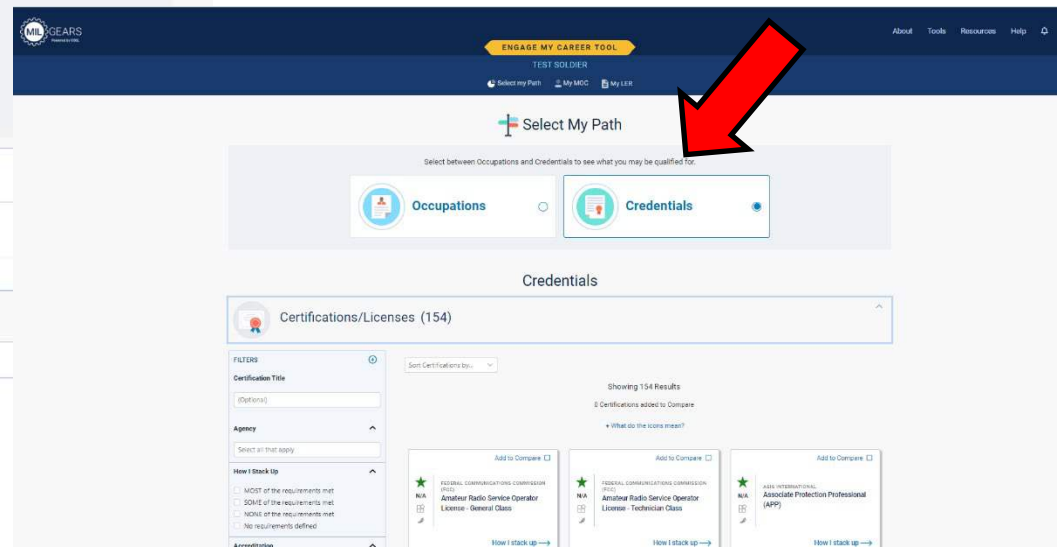 MIL GEARS
About Tools Resources Help
ENGAGE MY CAREER TOOL
TEST SOLDIER
Select my Path My MOC My LER
Select My Path
Select between Occupations and Credentials to see what you may be qualified for.
Occupations Credentials
Credentials
Certifications/Licenses (154)
FILTERS
Sort Certifications by...
Certification Title
Showing 154 Results
(Optional)
0 Certifications added to Compare
Agency
+ What do the icons mean?
Select all that apply
Add to Compare Add to Compare Add to Compare
How I Stack Up
MOST of the requirements met
SOME of the requirements met
NONE of the requirements met
No requirements defined
FEDERAL COMMUNICATIONS COMMISSION (FCC)
N/A
Amateur Radio Service Operator
License - General Class
FEDERAL COMMUNICATIONS COMMISSION (FCC)
N/A
Amateur Radio Service Operator
License - Technician Class
ASIS INTERNATIONAL
N/A
Associate Protection Professional
(APP)
Accreditation
How I stack up How I stack up How I stack up